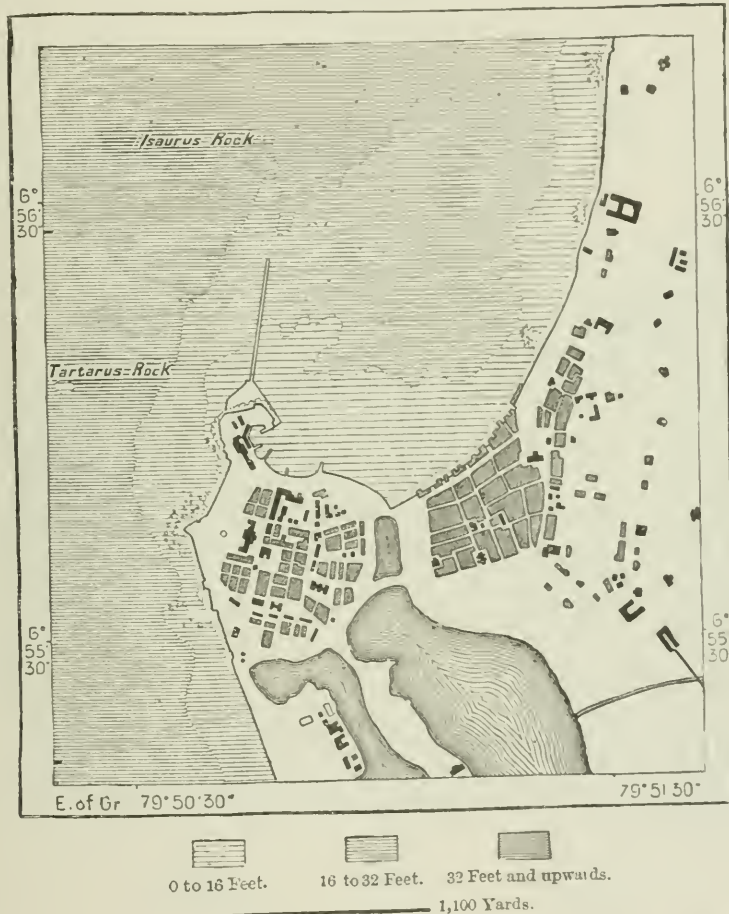 Isaurus-Rock
6°
56'
30"
6°
56'
30"
Tartarus=Rock
6°
55'
30"
6°
55'
30"
E. of Gr 79°50'30"
79°51'30"
0 to 16 Feet. 16 to 32 Feet. 32 Feet and upwards.
1,100 Yards.